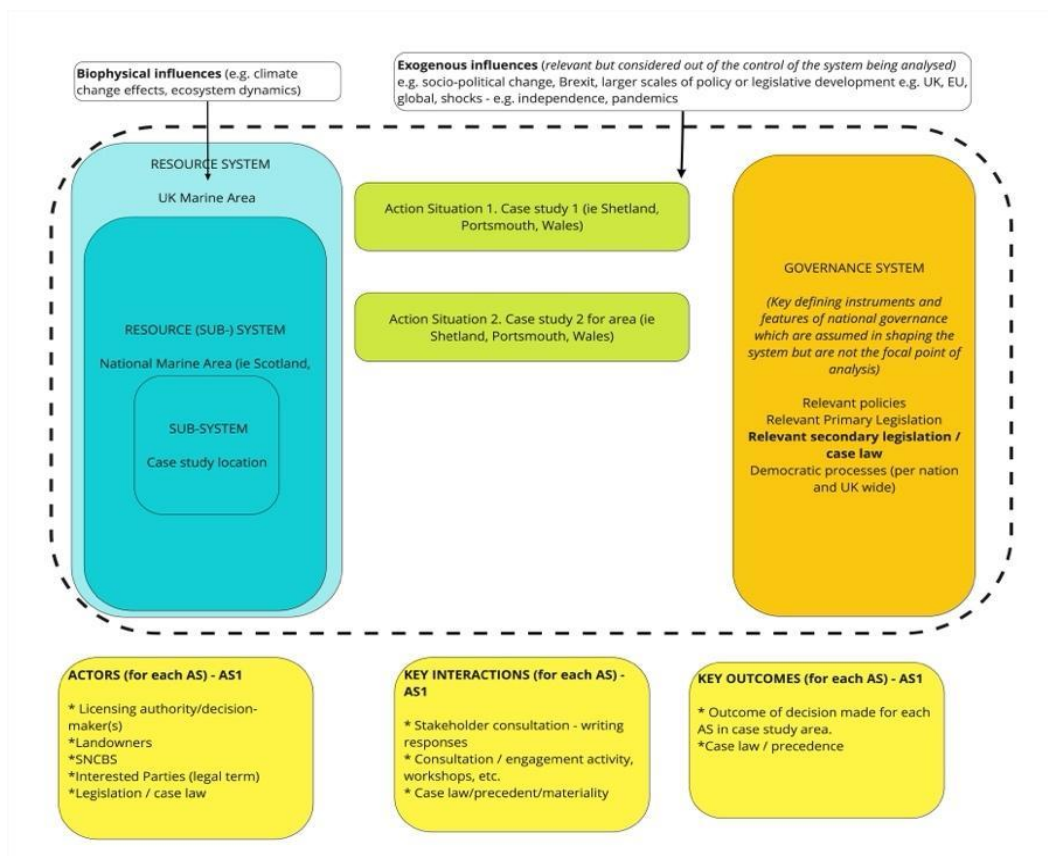 Biophysical influences (e.g. climate
change effects, ecosystem dynamics)
Exogenous influences (relevant but considered out of the control of the system being analysed)
e.g. socio-political change, Brexit, larger scales of policy or legislative development e.g. UK, EU,
global, shocks - e.g. independence, pandemics
RESOURCE SYSTEM
UK Marine Area
RESOURCE (SUB-) SYSTEM
National Marine Area (ie Scotland,
SUB-SYSTEM
Case study location
Action Situation 1. Case study 1 (ie Shetland,
Portsmouth, Wales)
Action Situation 2. Case study 2 for area (ie
Shetland, Portsmouth, Wales)
GOVERNANCE SYSTEM
(Key defining instruments and
features of national governance
which are assumed in shaping the
system but are not the focal point of
analysis)
Relevant policies
Relevant Primary Legislation
Relevant secondary legislation /
case law
Democratic processes (per nation
and UK wide)
ACTORS (for each AS) - AS1
* Licensing authority/decision-
maker(s)
*Landowners
*SNCBS
*Interested Parties (legal term)
*Legislation / case law
KEY INTERACTIONS (for each AS) -
AS1
* Stakeholder consultation - writing
responses
* Consultation / engagement activity,
workshops, etc.
* Case law/precedent/materiality
KEY OUTCOMES (for each AS) - AS1
* Outcome of decision made for each
AS in case study area.
*Case law / precedence